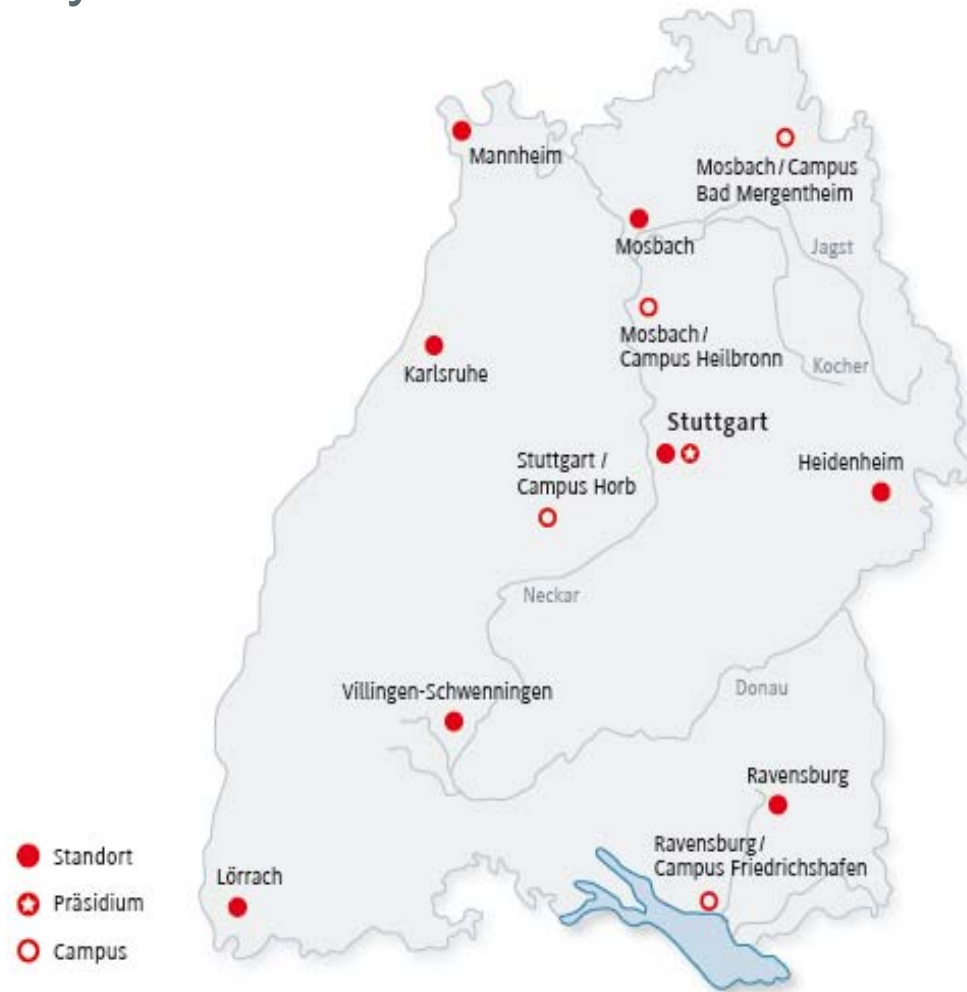 Mannheim
Mosbach / Campus
Bad Mergentheim
Mosbach
Jagst
Mosbach /
Campus Heilbronn
Karlsruhe
Kocher
Stuttgart
Stuttgart /
Campus Horb
Heidenheim
Neckar
Villingen-Schwenningen
Donau
Ravensburg
Ravensburg /
Campus Friedrichshafen
Lörrach
Standort
Präsidium
Campus